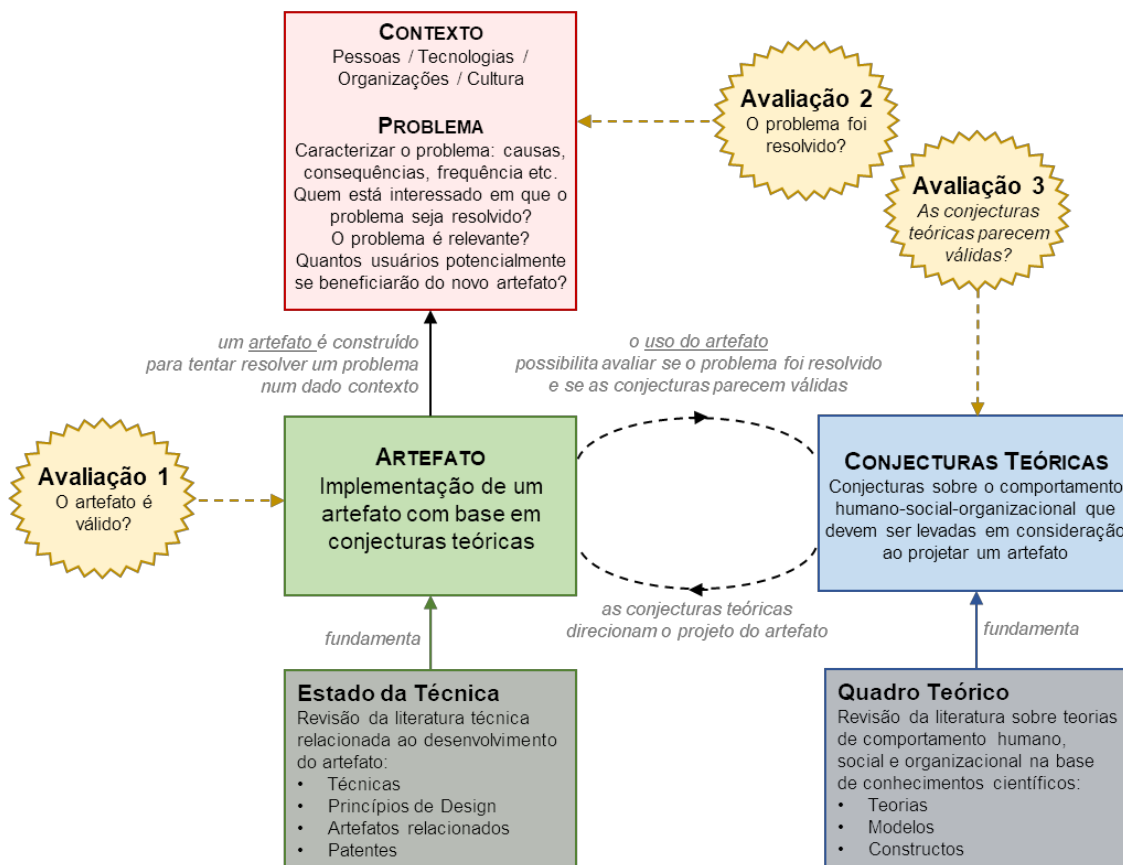 CONTEXTO
Pessoas / Tecnologias /
Organizações / Cultura
PROBLEMA
Caracterizar o problema: causas,
consequências, frequência etc.
Quem está interessado em que o
problema seja resolvido?
O problema é relevante?
Quantos usuários potencialmente
se beneficiarão do novo artefato?
Avaliação 2
O problema foi
resolvido?
Avaliação 3
As conjecturas
teóricas parecem
válidas?
um artefato é construído
para tentar resolver um problema
num dado contexto
o uso do artefato
possibilita avaliar se o problema foi resolvido
e se as conjecturas parecem válidas
Avaliação 1
O artefato é
válido?
ARTEFATO
Implementação de um
artefato com base em
conjecturas teóricas
CONJECTURAS TEÓRICAS
Conjecturas sobre o comportamento
humano-social-organizacional que
devem ser levadas em consideração
ao projetar um artefato
as conjecturas teóricas
direcionam o projeto do artefato
fundamenta
fundamenta
Estado da Técnica
Revisão da literatura técnica
relacionada ao desenvolvimento
do artefato:
• Técnicas
• Princípios de Design
• Artefatos relacionados
• Patentes
Quadro Teórico
Revisão da literatura sobre teorias
de comportamento humano,
social e organizacional na base
de conhecimentos científicos:
• Teorias
• Modelos
• Constructos